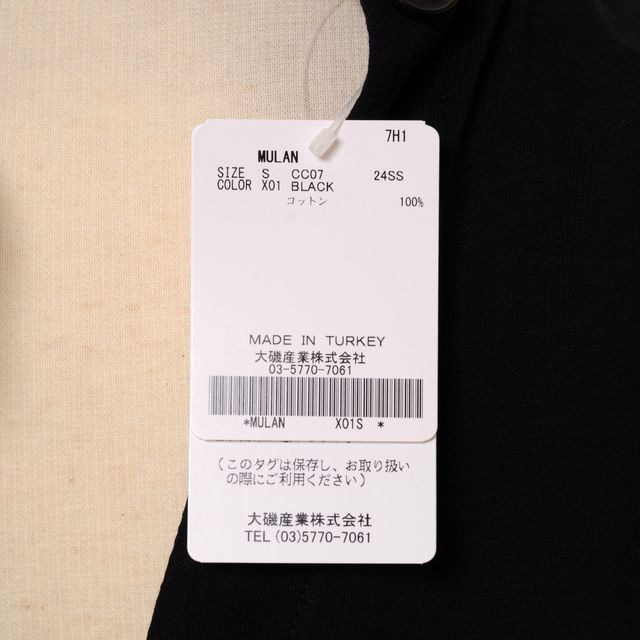 7H1
MULAN
SIZE S CC07 24SS
COLOR X01 BLACK
コットン 100%
MADE IN TURKEY
大磯産業株式会社
03-5770-7061
*MULAN X01S *
(このタグは保存し、お取り扱い
の際にご利用ください)
大磯産業株式会社
TEL (03)5770-7061